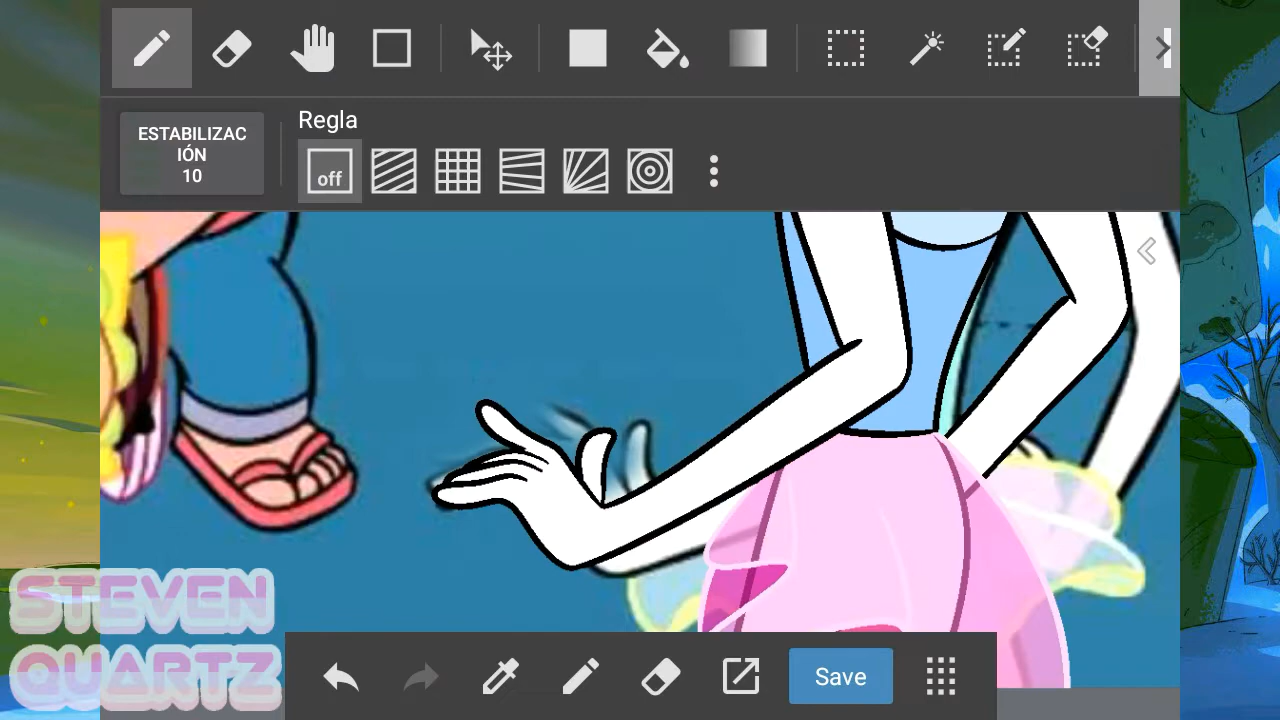 ESTABILIZAC
IÓN
10
Regla
off
STEVEN
QUARTZ
Save